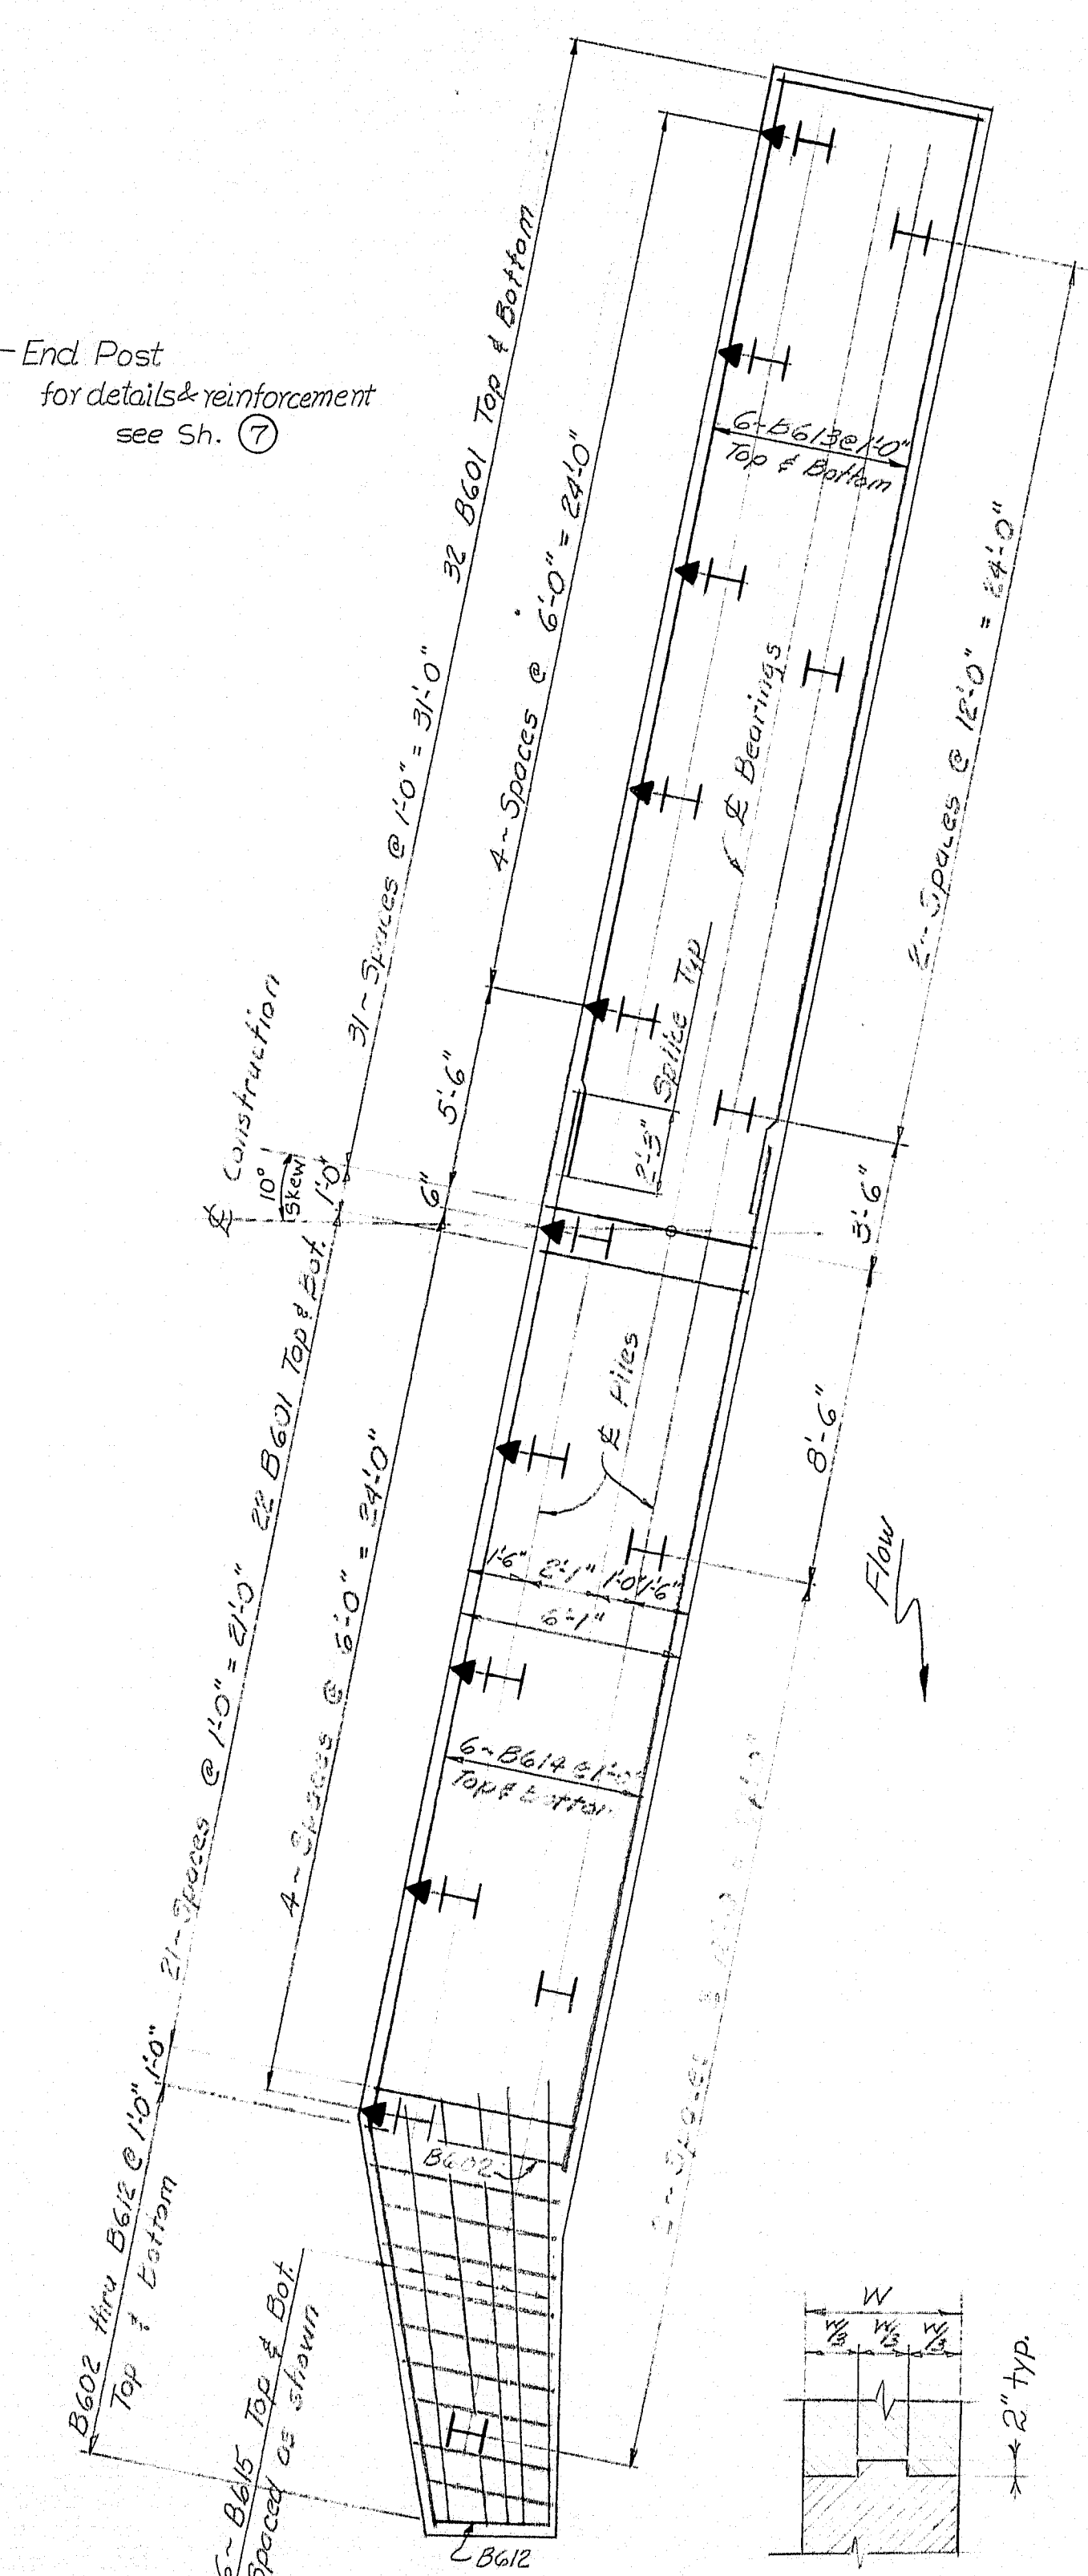 End Post
for details & reinforcement
see Sh. 7
32 B601 Top & Bottom
31~Spaces @ 1'-0" = 31'-0"
4~Spaces @ 6'-0" = 24'-0"
6~B613@1'-0"
Top & Bottom
℄ Bearings
2~Spaces @ 12'-0" = 24'-0"
℄ Construction
10°
Skew
1'-0"
5'-6"
6"
Splice Typ
3'-6"
22 B601 Top & Bot.
21~Spaces @ 1'-0" = 21'-0"
4~Spaces @ 6'-0" = 24'-0"
℄ Piles
8'-6"
1'-6" 2'-1" 1'-0" 1'-6"
6'-1"
Flow
6~B614 @ 1'-0"
Top & Bottom
1'-0"
B602 thru B612 @ 1'-0"
Top & Bottom
B602
6~B615 Top & Bot.
Spaced as shown
B612
W
W/3 W/3 W/3
2" typ.